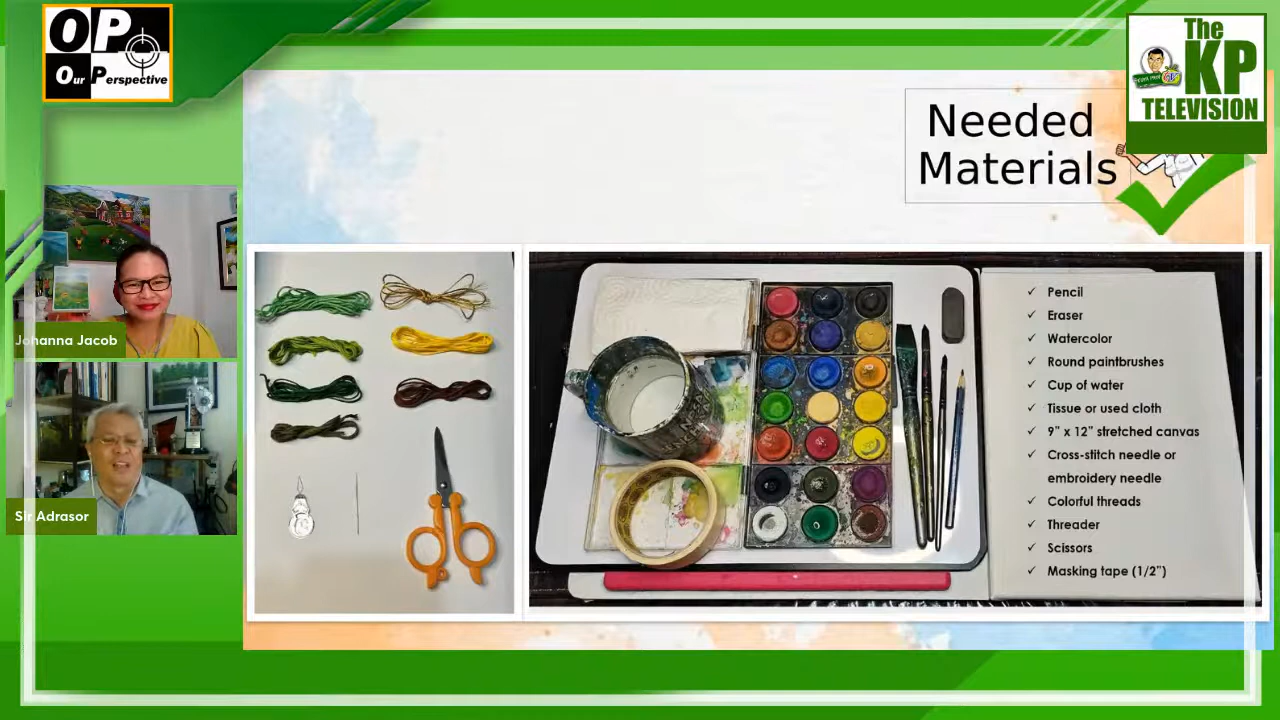 OP
Our Perspective
The
KP
TELEVISION
Needed
Materials
Johanna Jacob
Sir Adrasor
✓ Pencil
✓ Eraser
✓ Watercolor
✓ Round paintbrushes
✓ Cup of water
✓ Tissue or used cloth
✓ 9” x 12” stretched canvas
✓ Cross-stitch needle or
embroidery needle
✓ Colorful threads
✓ Threader
✓ Scissors
✓ Masking tape (1/2”)